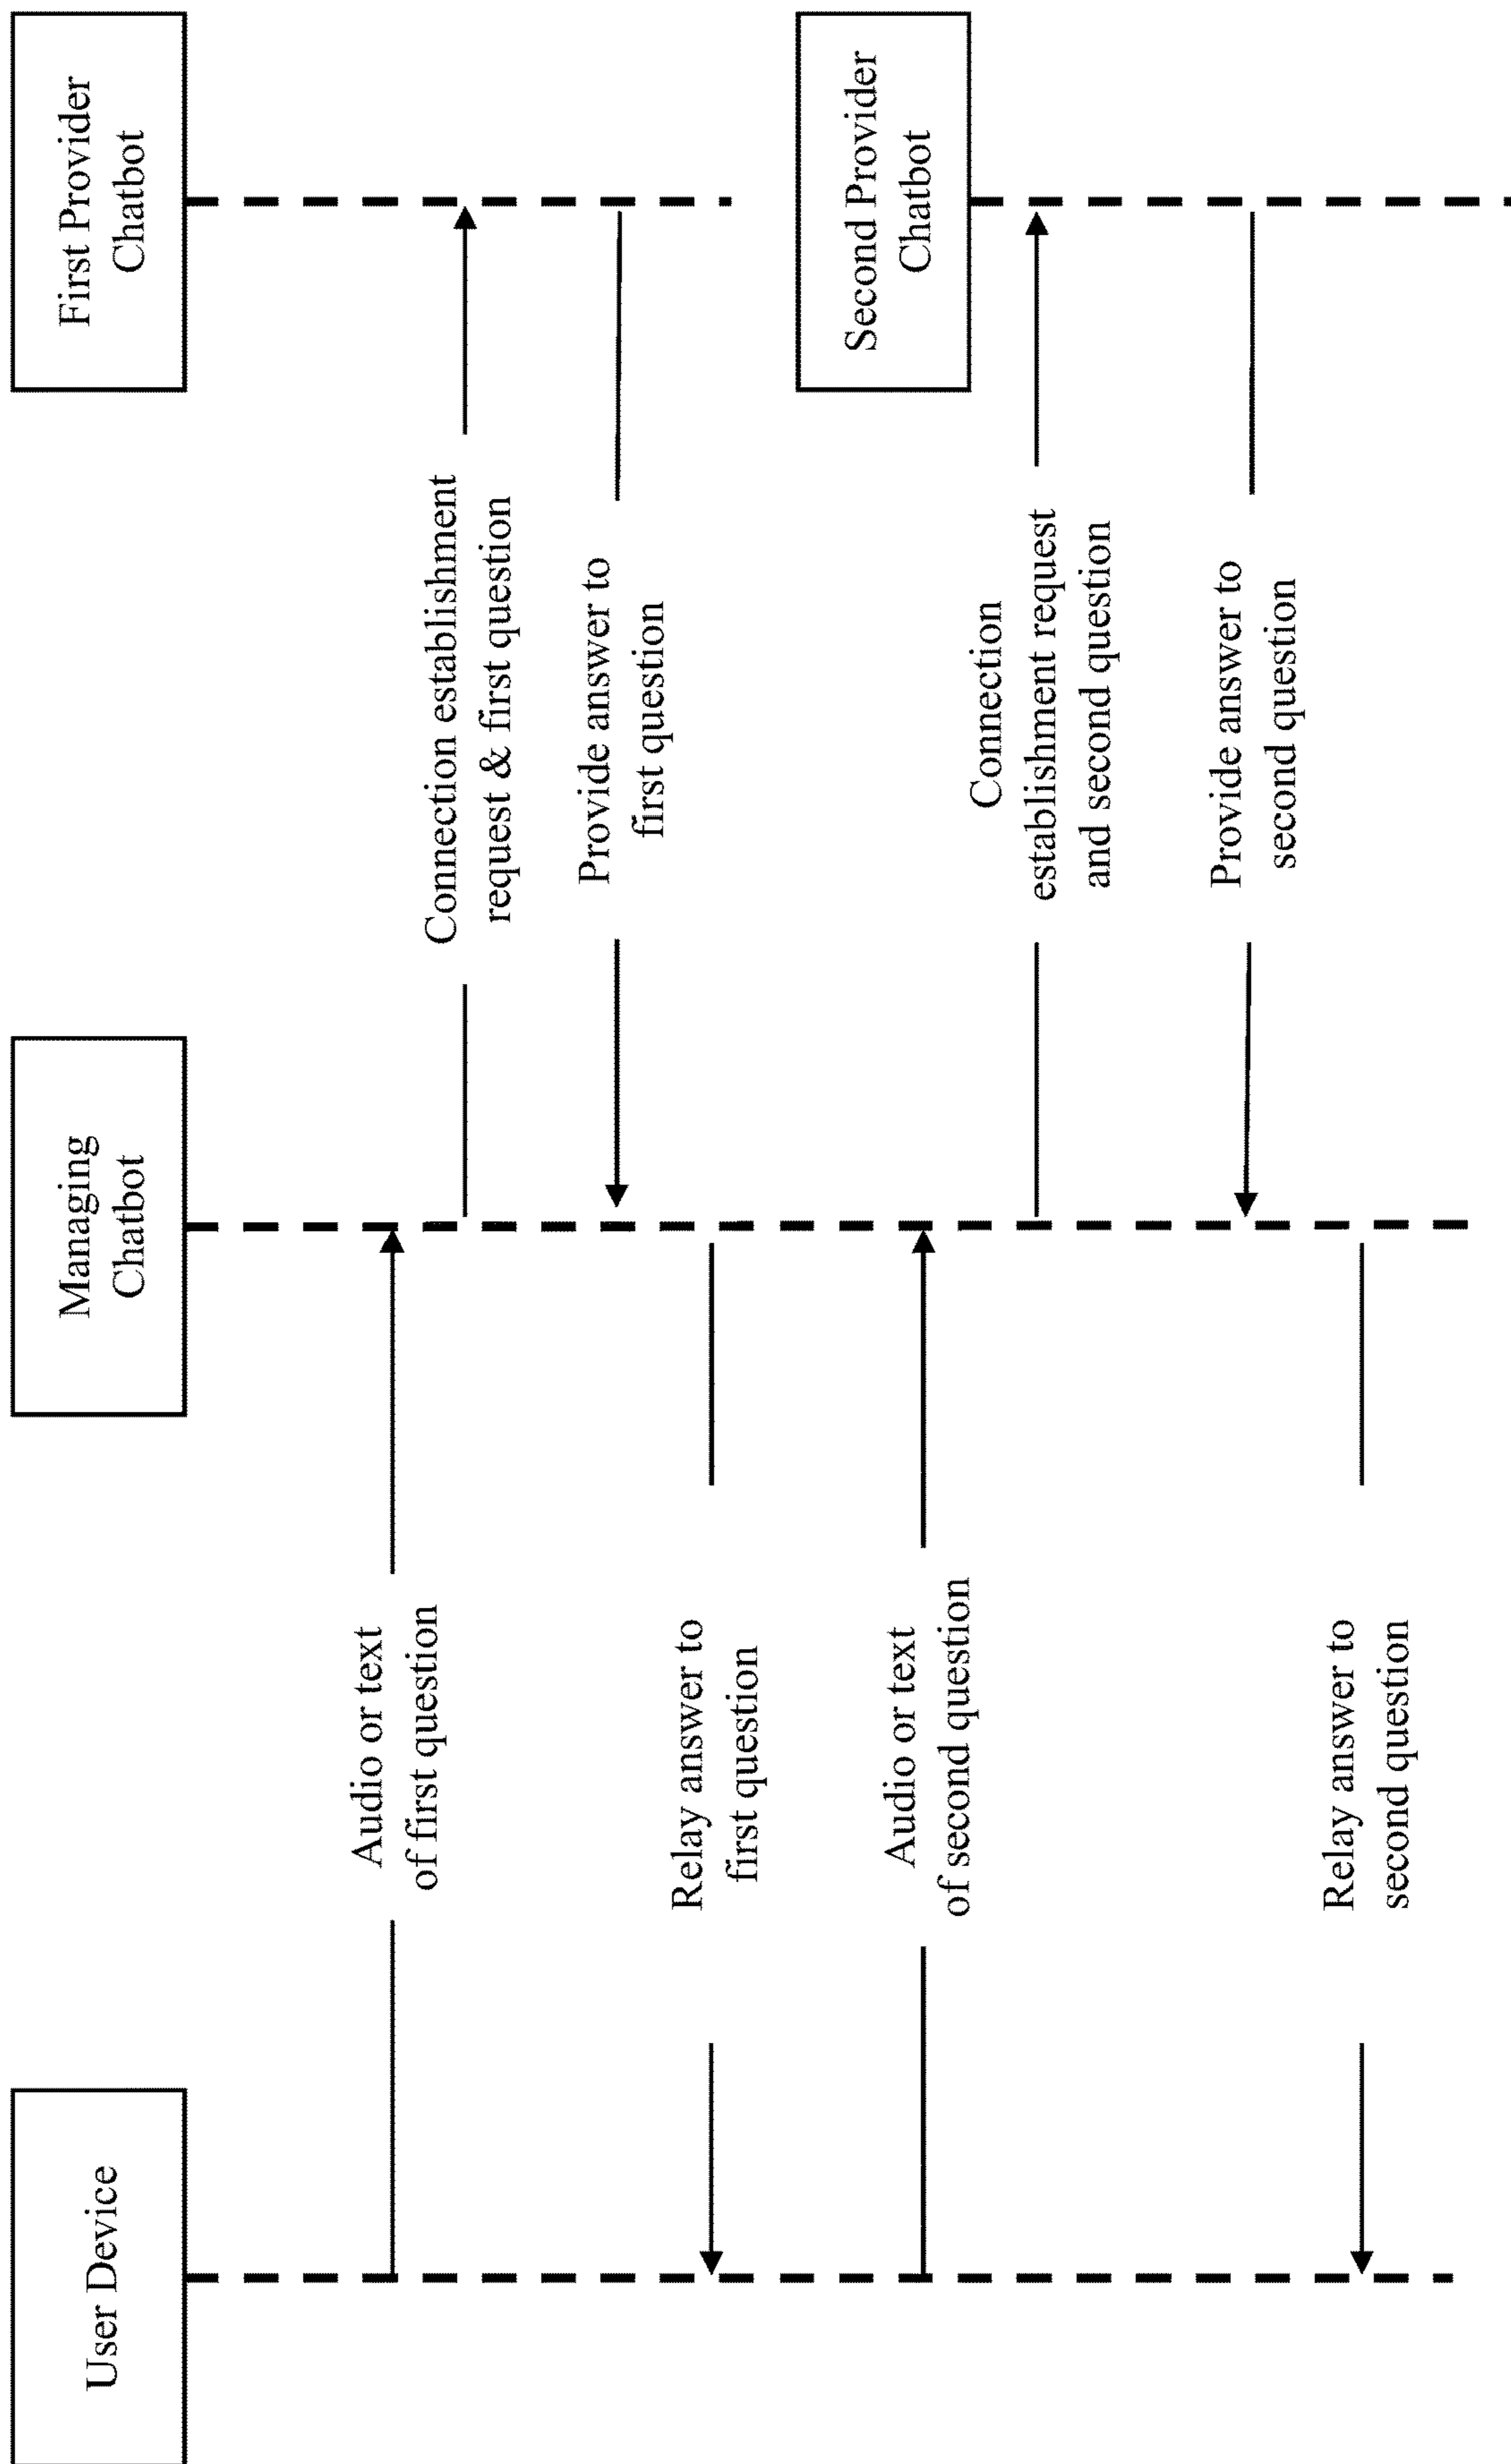 User Device
Managing
Chatbot
First Provider
Chatbot
Audio or text
of first question
Connection establishment
request & first question
Provide answer to
first question
Relay answer to
first question
Second Provider
Chatbot
Audio or text
of second question
Connection
establishment request
and second question
Provide answer to
second question
Relay answer to
second question